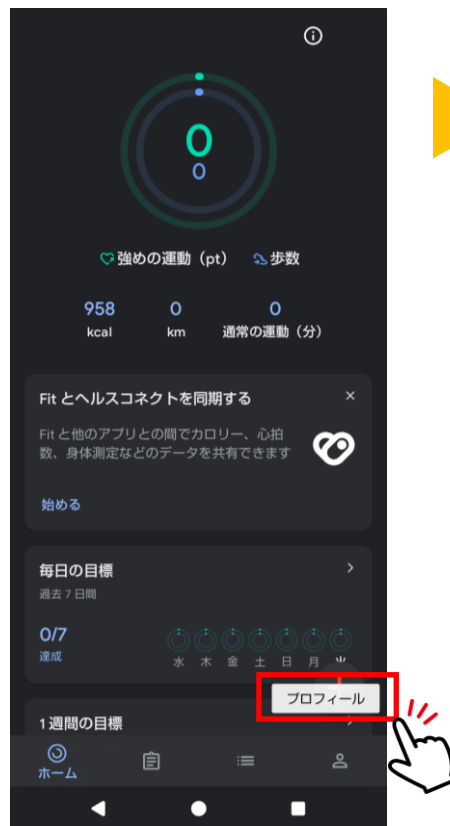 0
0
強めの運動（pt） 歩数
958 0 0
kcal km 通常の運動（分）
Fit とヘルスコネクトを同期する
Fit と他のアプリとの間でカロリー、心拍
数、身体測定などのデータを共有できます
始める
毎日の目標
過去 7 日間
0/7
達成
水 木 金 土 日 月
プロフィール
1 週間の目標
ホーム